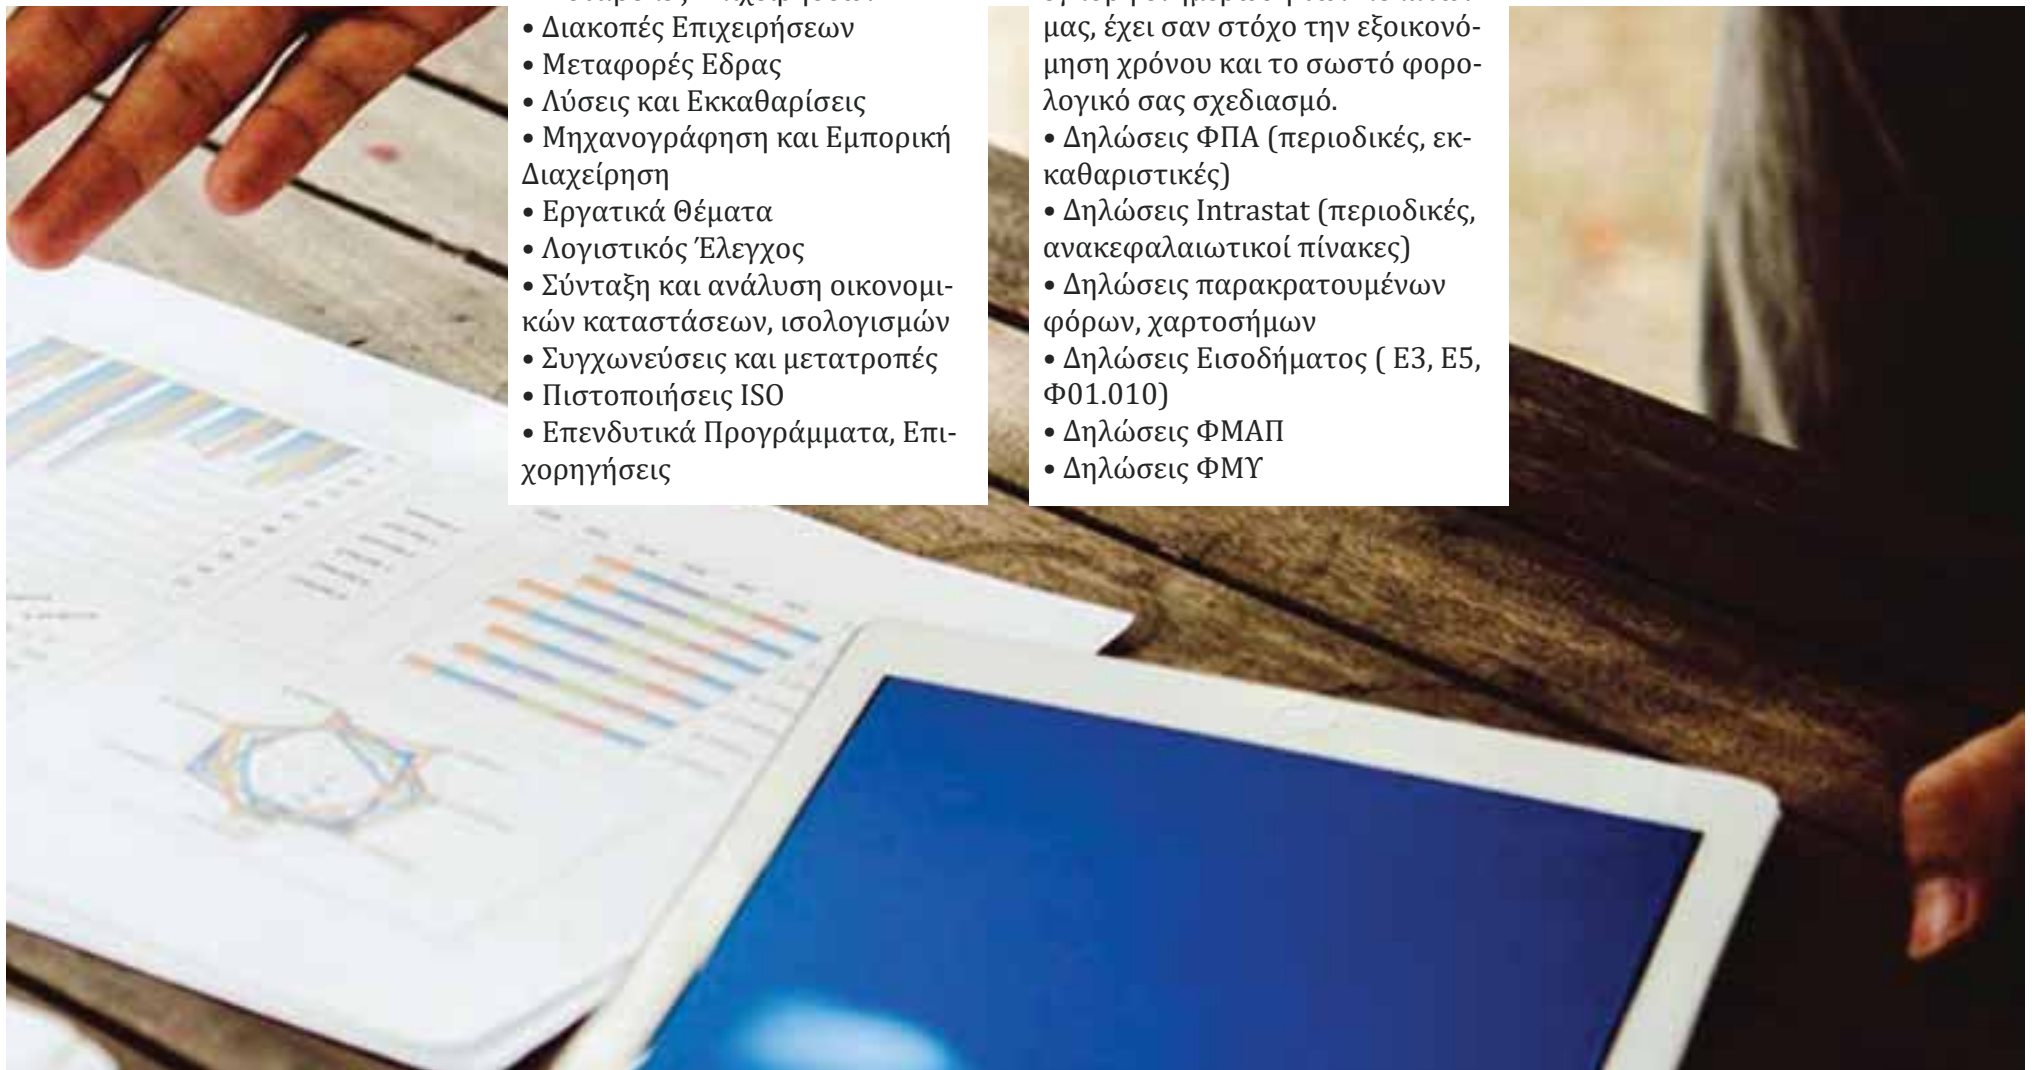 • Διακοπές Επιχειρήσεων
• Μεταφορές Εδρας
• Λύσεις και Εκκαθαρίσεις
• Μηχανογράφηση και Εμπορική
Διαχείρηση
• Εργατικά Θέματα
• Λογιστικός Έλεγχος
• Σύνταξη και ανάλυση οικονομι-
κών καταστάσεων, ισολογισμών
• Συγχωνεύσεις και μετατροπές
• Πιστοποιήσεις ISO
• Επενδυτικά Προγράμματα, Επι-
χορηγήσεις
μας, έχει σαν στόχο την εξοικονό-
μηση χρόνου και το σωστό φορο-
λογικό σας σχεδιασμό.
• Δηλώσεις ΦΠΑ (περιοδικές, εκ-
καθαριστικές)
• Δηλώσεις Intrastat (περιοδικές,
ανακεφαλαιωτικοί πίνακες)
• Δηλώσεις παρακρατουμένων
φόρων, χαρτοσήμων
• Δηλώσεις Εισοδήματος ( Ε3, Ε5,
Φ01.010)
• Δηλώσεις ΦΜΑΠ
• Δηλώσεις ΦΜΥ